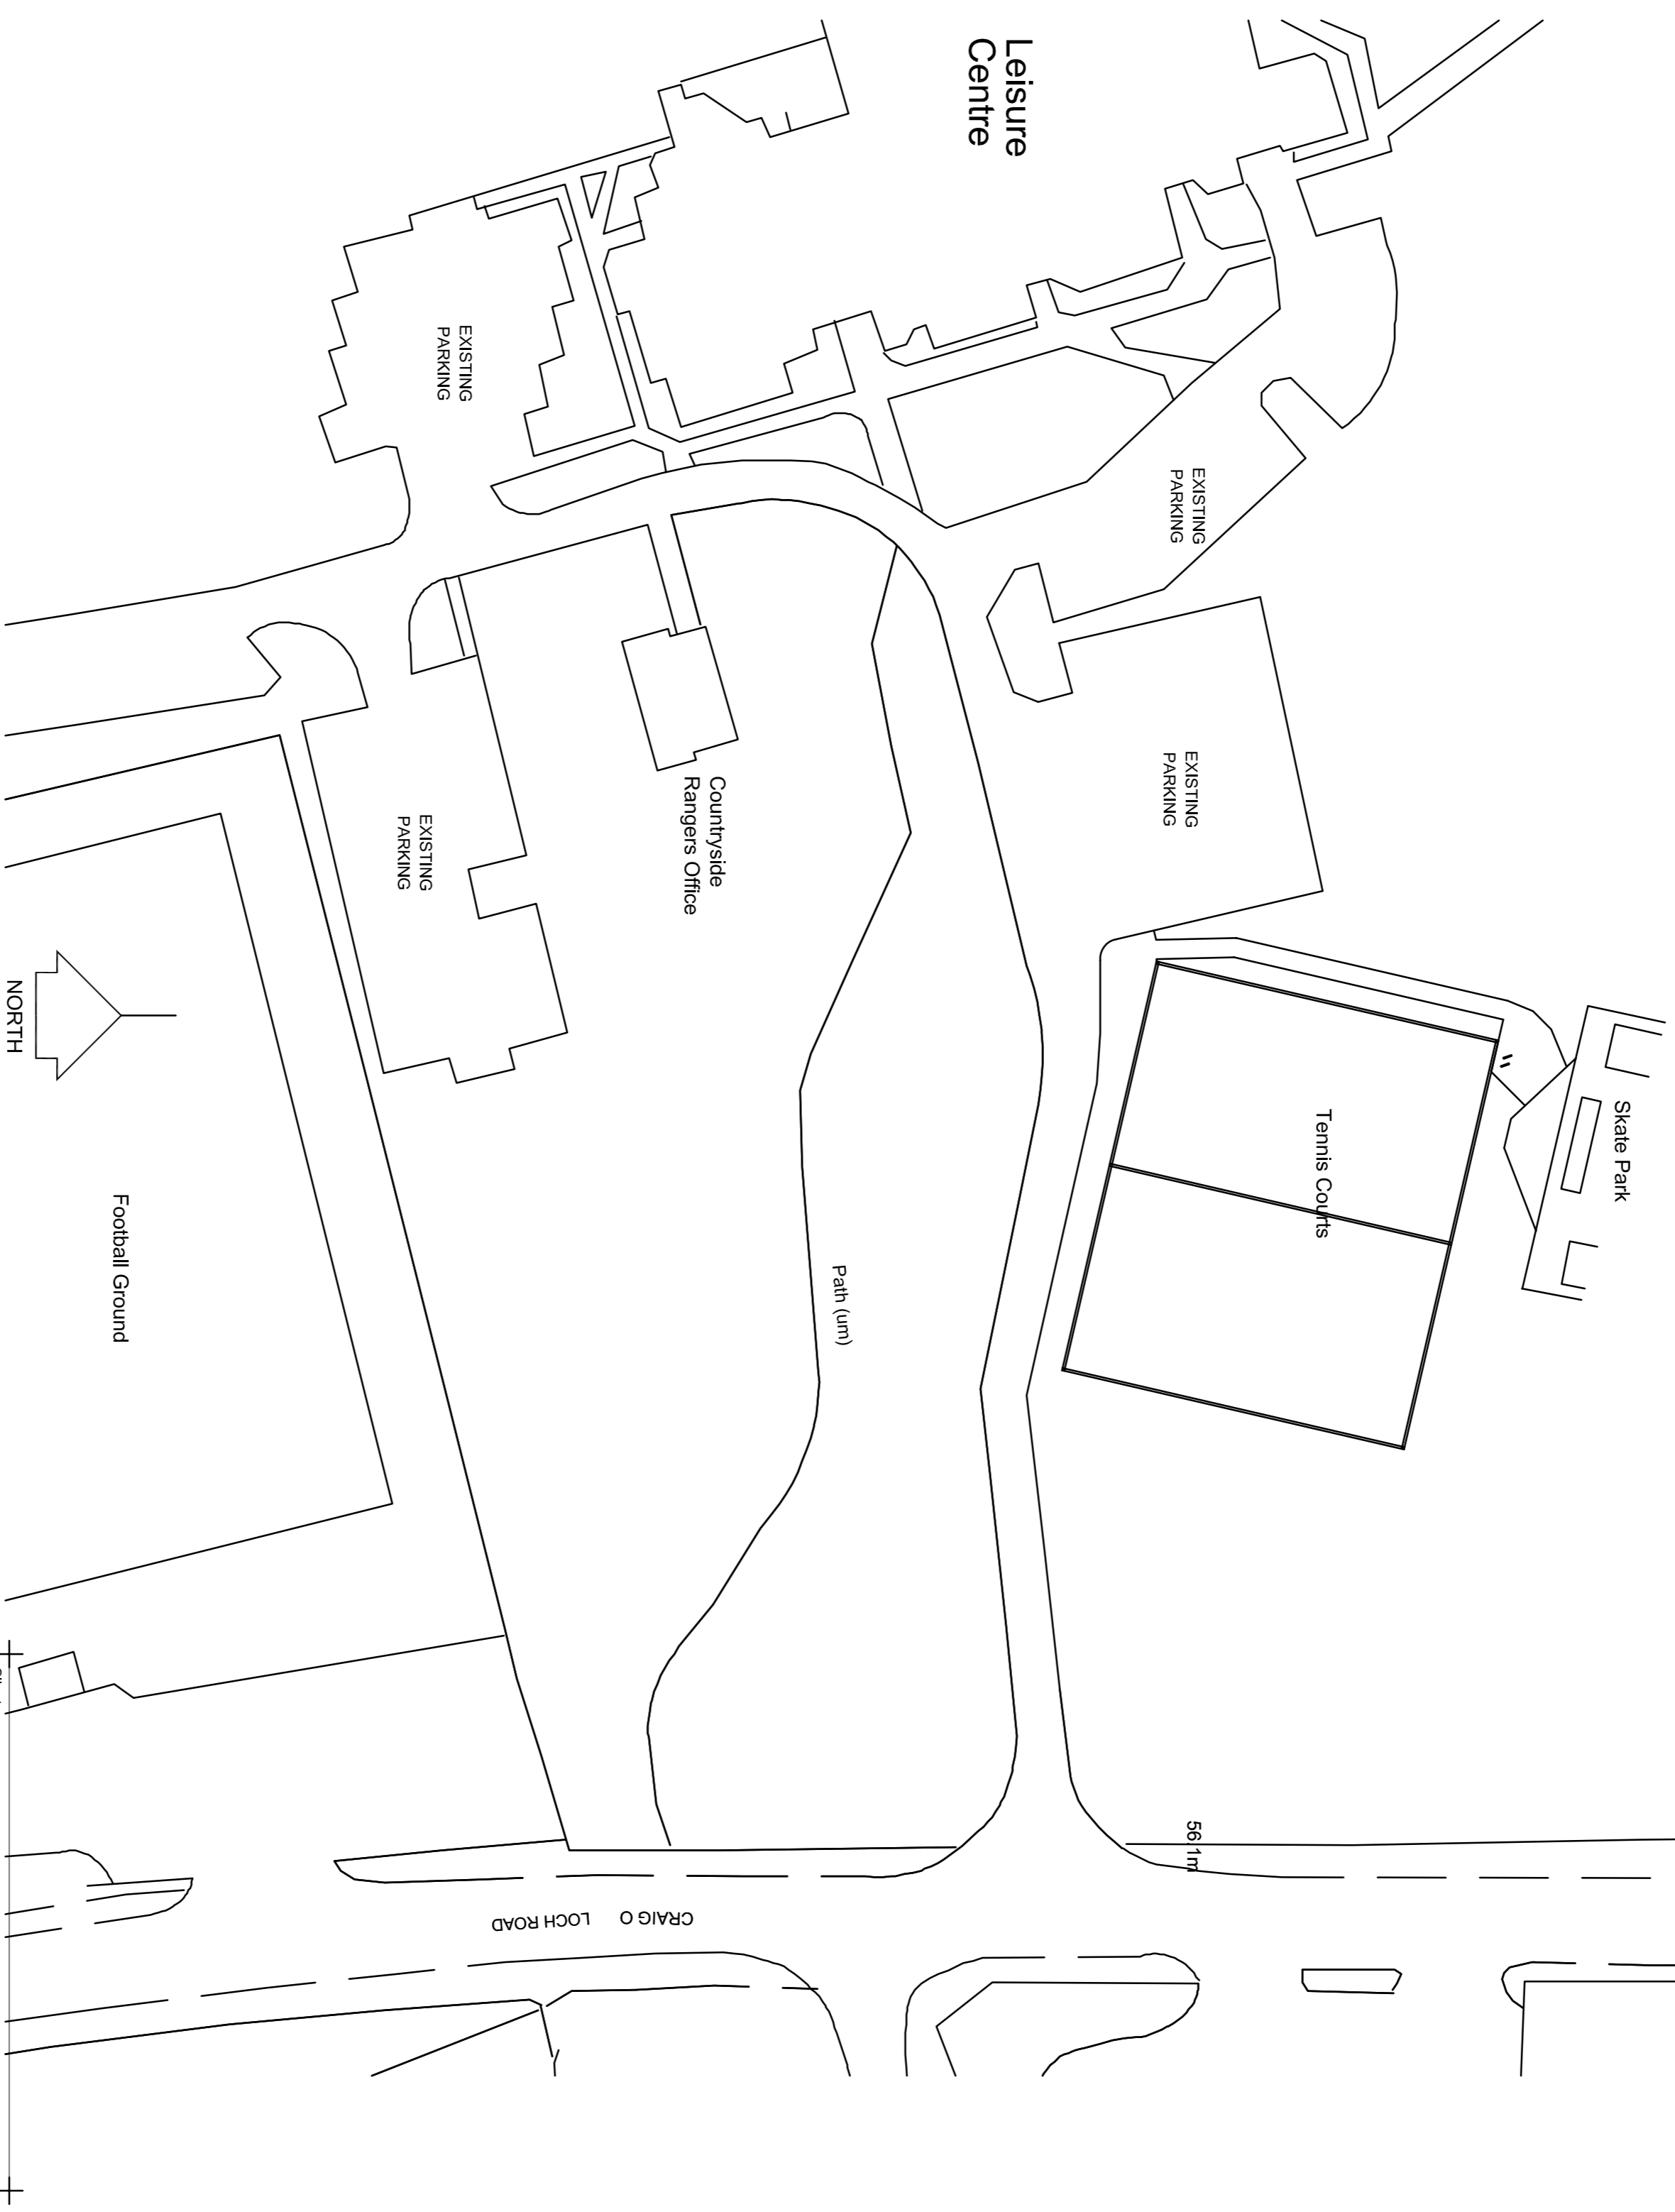 Leisure
Centre
EXISTING
PARKING
EXISTING
PARKING
EXISTING
PARKING
EXISTING
PARKING
Countryside
Rangers Office
Skate Park
Tennis Courts
Path (um)
Football Ground
NORTH
56.1m
CRAIG O LOCH ROAD